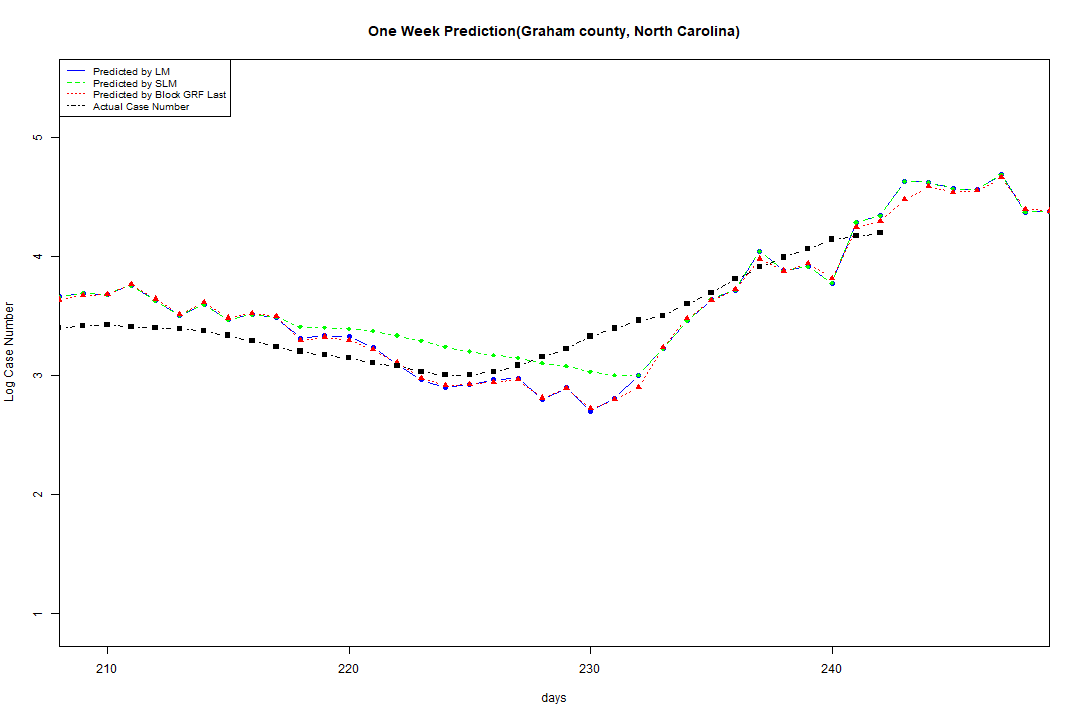 One Week Prediction(Graham county, North Carolina)
Predicted by LM
Predicted by SLM
Predicted by Block GRF Last
Actual Case Number
5
4
3
2
1
Log Case Number
210 220 230 240
days